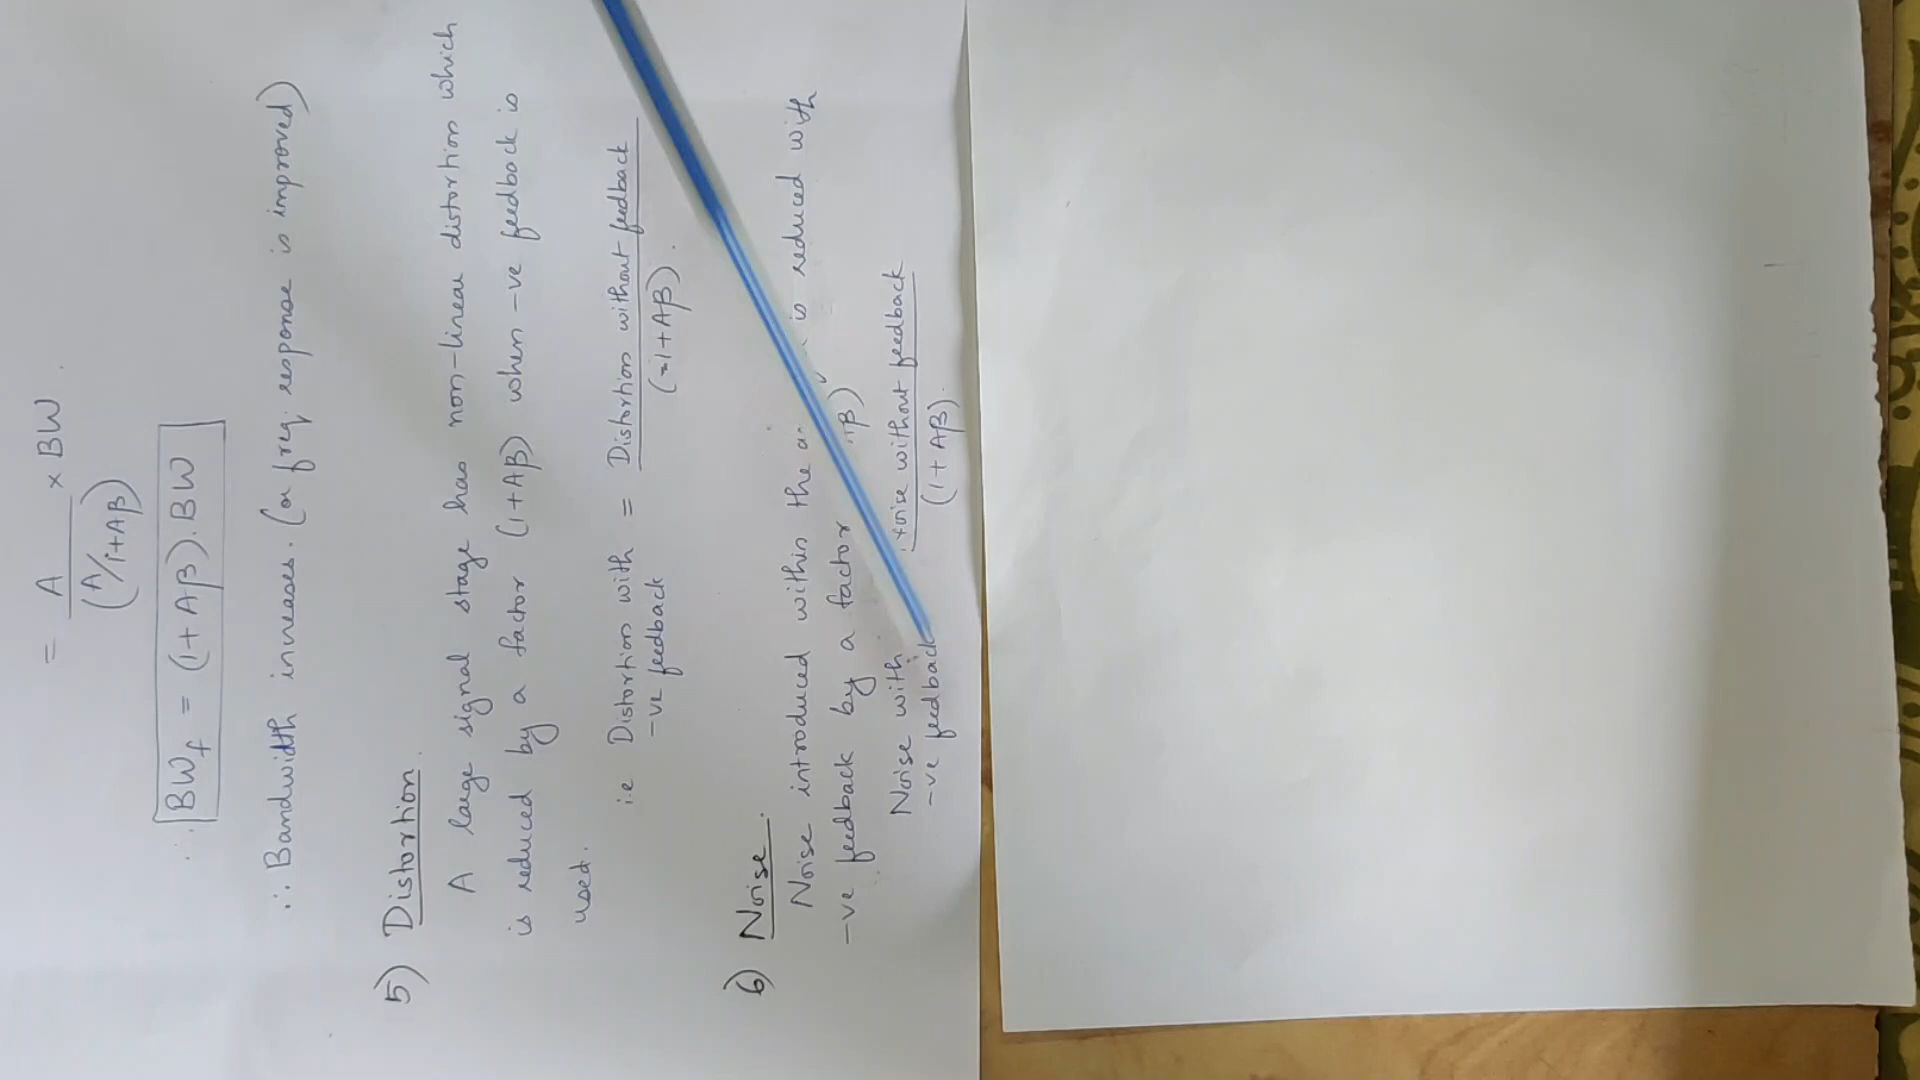 = A / (A/1+Aβ) × BW.
∴ BWf = (1+Aβ).BW
∴ Bandwidth increases. (or freq. response is improved)
5) Distortion.
A large signal stage has non-linear distortion which
is reduced by a factor (1+Aβ) when -ve feedback is
used.
i.e Distortion with = Distortion without feedback
-ve feedback (=1+Aβ).
6) Noise.
Noise introduced within the is reduced with
-ve feedback by a factor
Noise with without feedback
-ve feedback (1+Aβ).